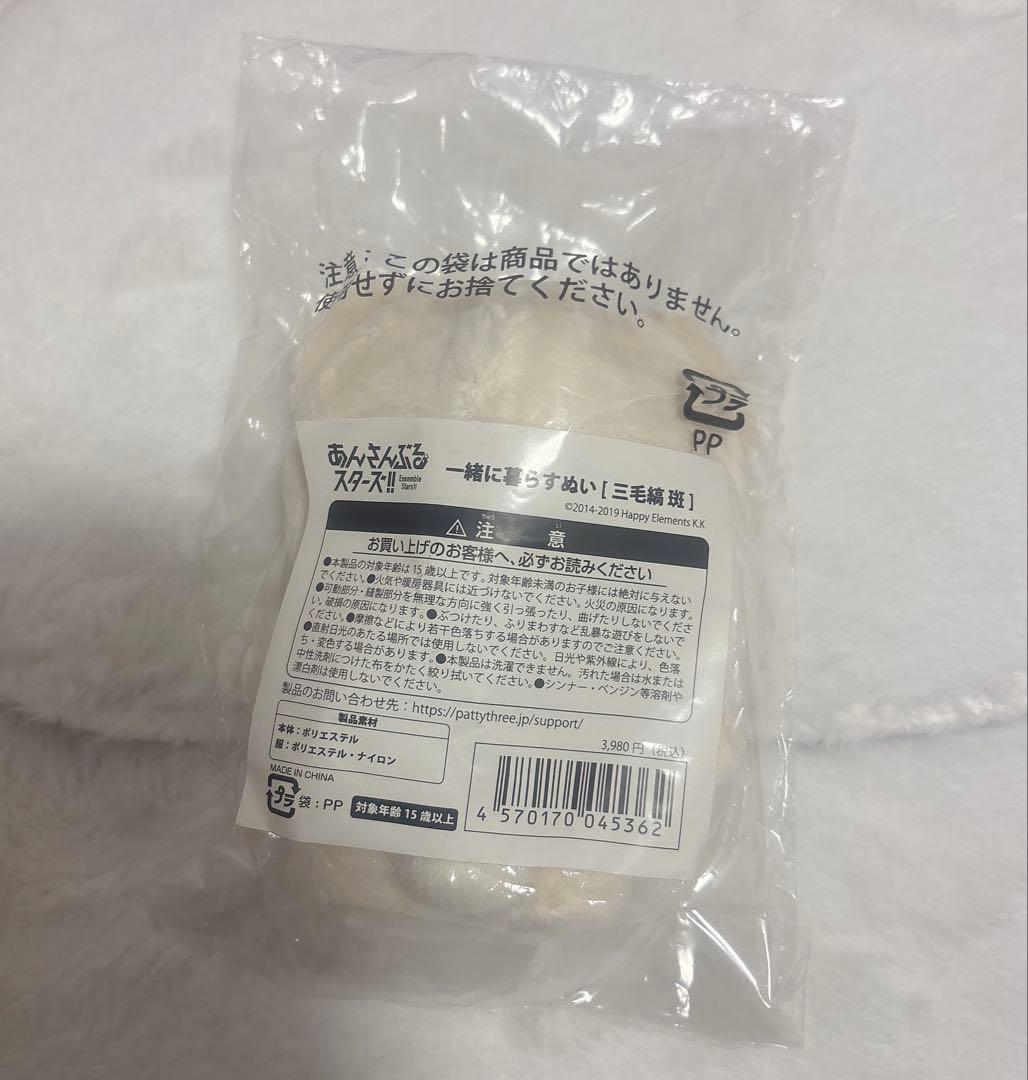 注意：この袋は商品ではありません。
使用せずにお捨てください。
プラ
PP
あんさんぶる
スターズ!!
Ensemble
Stars!!
一緒に暮らすぬい [ 三毛縞 斑 ]
©2014-2019 Happy Elements K.K
ちゅう い
⚠ 注 意
お買い上げのお客様へ、必ずお読みください
●本製品の対象年齢は 15 歳以上です。対象年齢未満のお子様には絶対に与えない
でください。●火気や暖房器具には近づけないでください。火災の原因になります。
●可動部分・縫製部分を無理な方向に強く引っ張ったり、曲げたりしないでくださ
い。破損の原因になります。●ぶつけたり、ふりまわすなど乱暴な遊びをしないで
ください。●摩擦などにより若干色落ちする場合がありますのでご注意ください。
●直射日光のあたる場所では使用しないでください。日光や紫外線により、色落
ち・変色する場合があります。●本製品は洗濯できません。汚れた場合は水または
中性洗剤につけた布をかたく絞り拭いてください。●シンナー・ベンジン等溶剤や
漂白剤は使用しないでください。
製品のお問い合わせ先：https://pattythree.jp/support/
製品素材
本体：ポリエステル
服：ポリエステル・ナイロン
3,980 円（税込）
MADE IN CHINA
プラ 袋：PP
対象年齢 15 歳以上
4 570170 045362